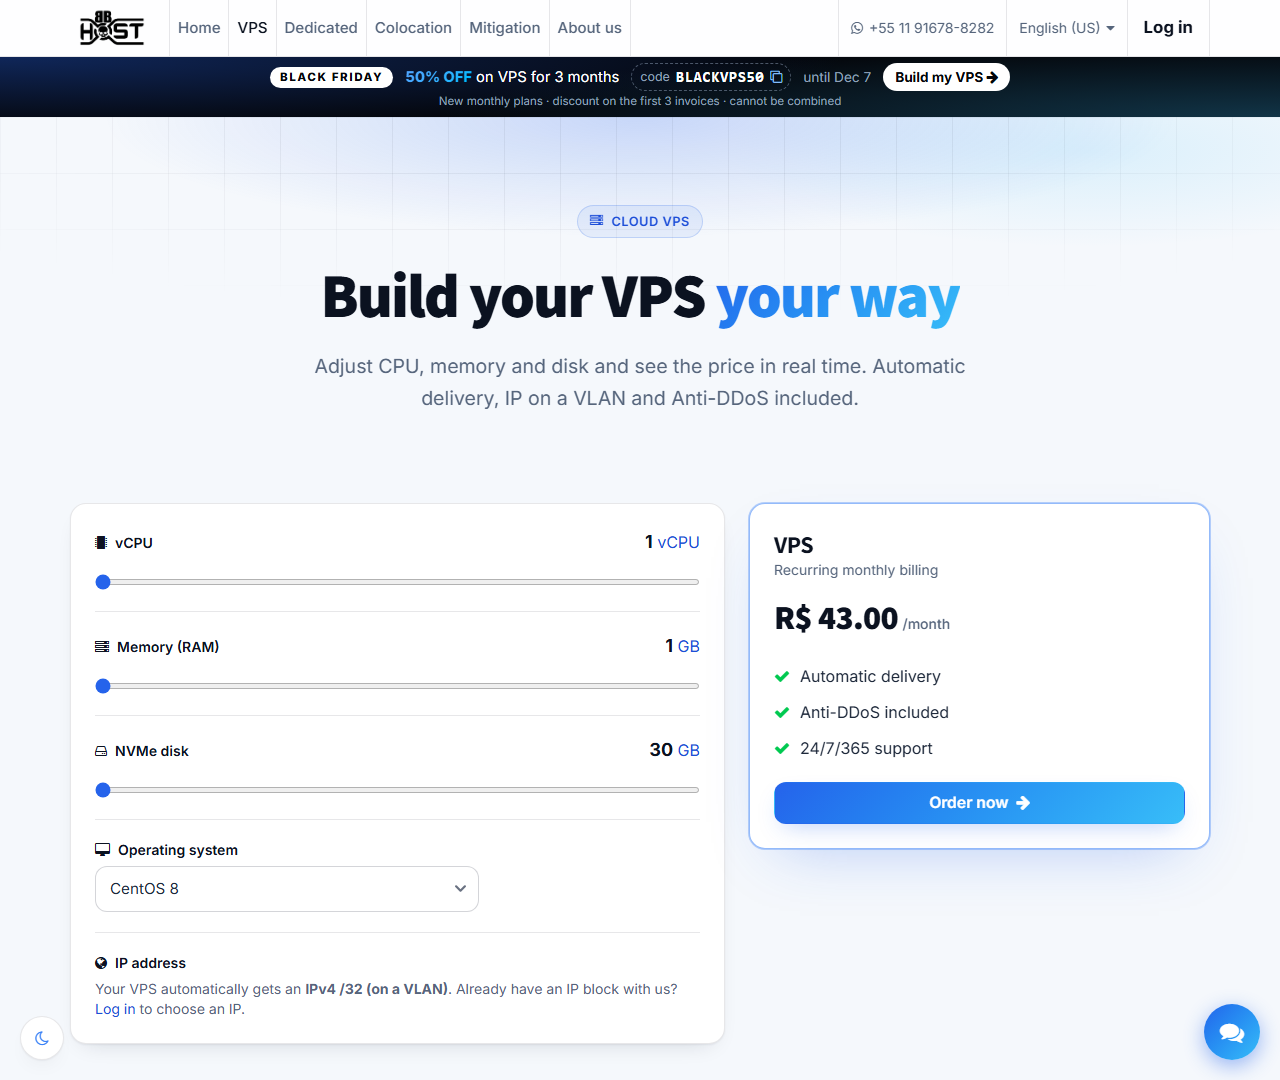 BB
HOST
Home
VPS
Dedicated
Colocation
Mitigation
About us
+55 11 91678-8282
English (US)
Log in
BLACK FRIDAY
50% OFF on VPS for 3 months
code BLACKVPS50
until Dec 7
Build my VPS
New monthly plans · discount on the first 3 invoices · cannot be combined
CLOUD VPS
Build your VPS your way
Adjust CPU, memory and disk and see the price in real time. Automatic
delivery, IP on a VLAN and Anti-DDoS included.
vCPU
1 vCPU
Memory (RAM)
1 GB
NVMe disk
30 GB
Operating system
CentOS 8
IP address
Your VPS automatically gets an IPv4 /32 (on a VLAN). Already have an IP block with us?
Log in to choose an IP.
VPS
Recurring monthly billing
R$ 43.00 /month
Automatic delivery
Anti-DDoS included
24/7/365 support
Order now